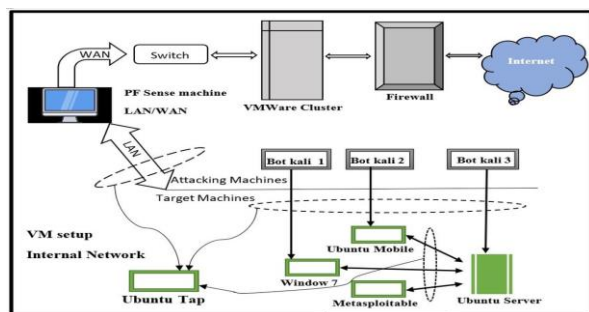 WAN
Switch
Internet
PF Sense machine
LAN/WAN
VMWare Cluster
Firewall
LAN
Bot kali 1
Bot kali 2
Bot kali 3
Attacking Machines
Target Machines
VM setup
Internal Network
Ubuntu Mobile
Window 7
Ubuntu Tap
Metasploitable
Ubuntu Server